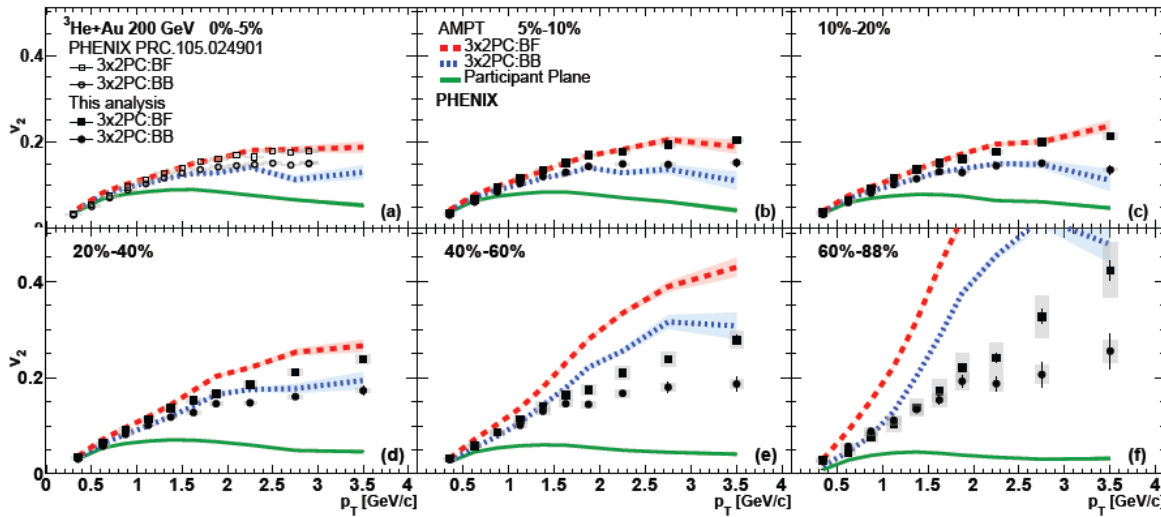 ³He+Au 200 GeV 0%-5%
PHENIX PRC.105.024901
3x2PC:BF
3x2PC:BB
This analysis
3x2PC:BF
3x2PC:BB
(a)
AMPT 5%-10%
3x2PC:BF
3x2PC:BB
Participant Plane
PHENIX
(b)
10%-20%
(c)
v₂
0.4
0.2
0
20%-40%
(d)
40%-60%
(e)
60%-88%
(f)
v₂
0.4
0.2
0
0 0.5 1 1.5 2 2.5 3 3.5 4
0.5 1 1.5 2 2.5 3 3.5
0.5 1 1.5 2 2.5 3 3.5 4
p_T [GeV/c]
p_T [GeV/c]
p_T [GeV/c]